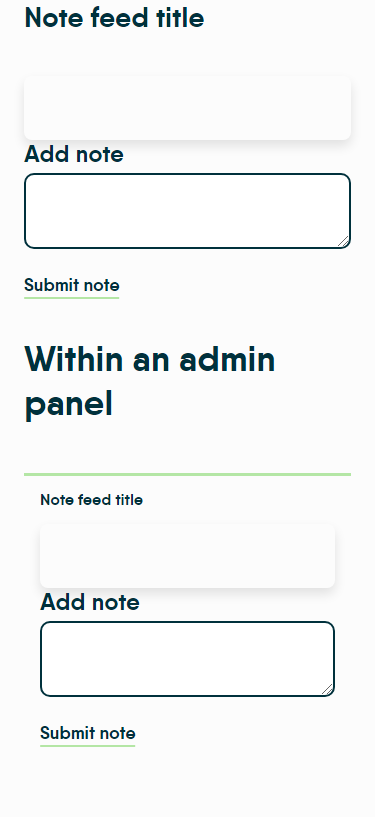 Note feed title
Add note
Submit note
Within an admin
panel
Note feed title
Add note
Submit note